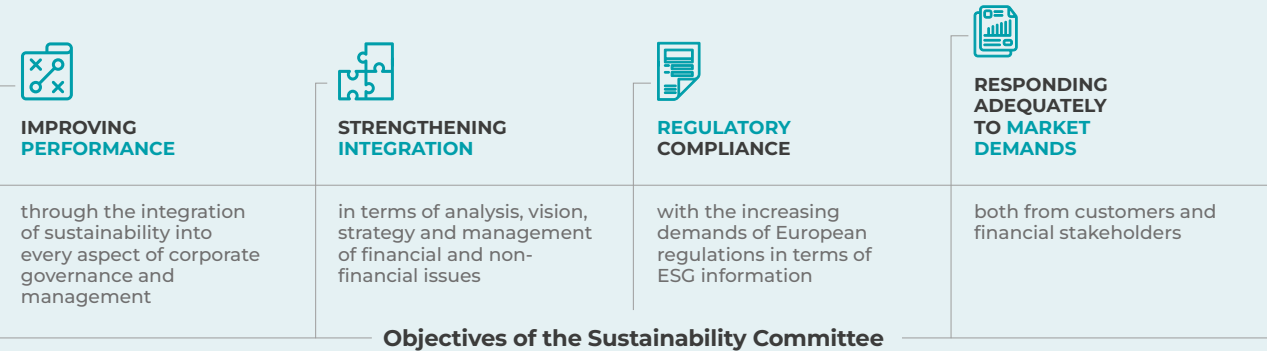 IMPROVING
PERFORMANCE
through the integration
of sustainability into
every aspect of corporate
governance and
management
STRENGTHENING
INTEGRATION
in terms of analysis, vision,
strategy and management
of financial and non-
financial issues
REGULATORY
COMPLIANCE
with the increasing
demands of European
regulations in terms of
ESG information
RESPONDING
ADEQUATELY
TO MARKET
DEMANDS
both from customers and
financial stakeholders
Objectives of the Sustainability Committee